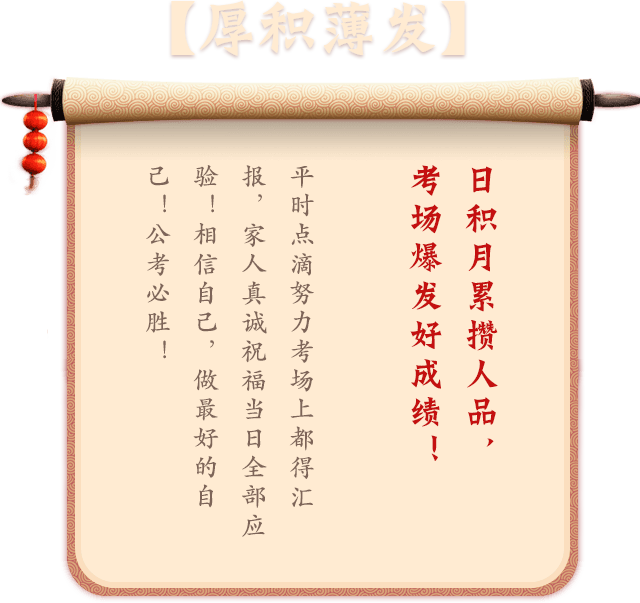 【厚积薄发】
日积月累攒人品，
考场爆发好成绩！
平时点滴努力考场上都得汇
报，家人真诚祝福当日全部应
验！相信自己，做最好的自
己！公考必胜！